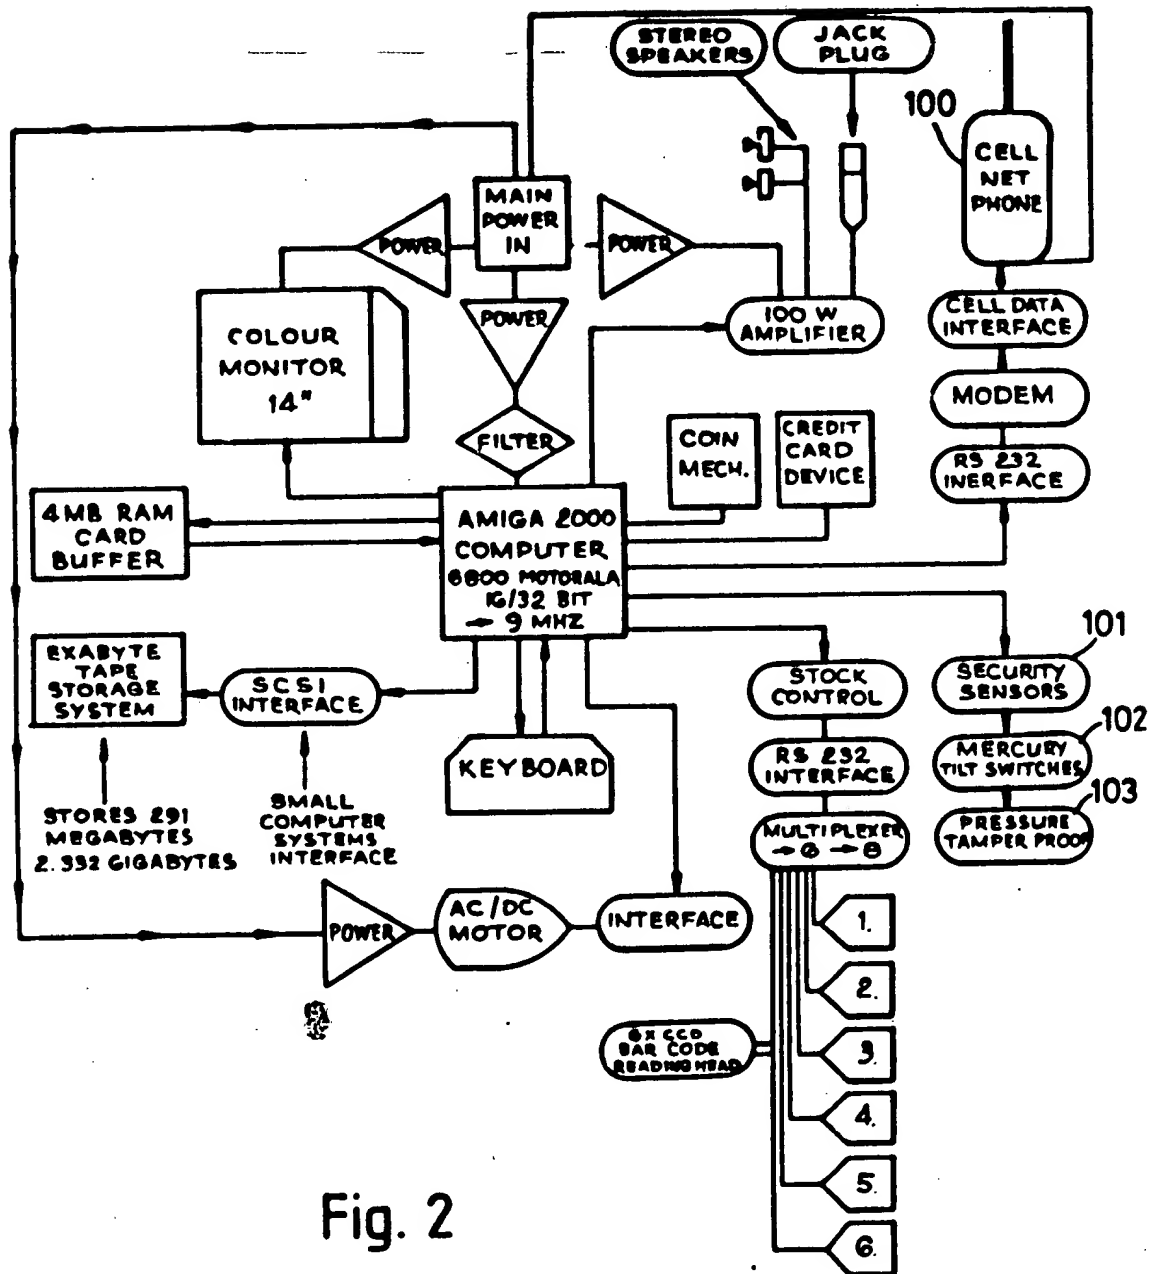 STEREO
SPEAKERS
JACK
PLUG
100
CELL
NET
PHONE
MAIN
POWER
IN
POWER
POWER
POWER
COLOUR
MONITOR
14"
100 W
AMPLIFIER
CELL DATA
INTERFACE
MODEM
RS 232
INERFACE
FILTER
COIN
MECH.
CREDIT
CARD
DEVICE
4 MB RAM
CARD
BUFFER
AMIGA 2000
COMPUTER
6800 MOTORALA
16/32 BIT
→ 9 MHZ
EXABYTE
TAPE
STORAGE
SYSTEM
SCSI
INTERFACE
KEYBOARD
STOCK
CONTROL
101
SECURITY
SENSORS
RS 232
INTERFACE
102
MERCURY
TILT SWITCHES
103
PRESSURE
TAMPER PROOF
STORES 291
MEGABYTES
2.332 GIGABYTES
SMALL
COMPUTER
SYSTEMS
INTERFACE
MULTIPLEXER
POWER
AC/DC
MOTOR
INTERFACE
1.
2.
6 X CCD
BAR CODE
READING HEAD
3.
4.
5.
6.
Fig. 2